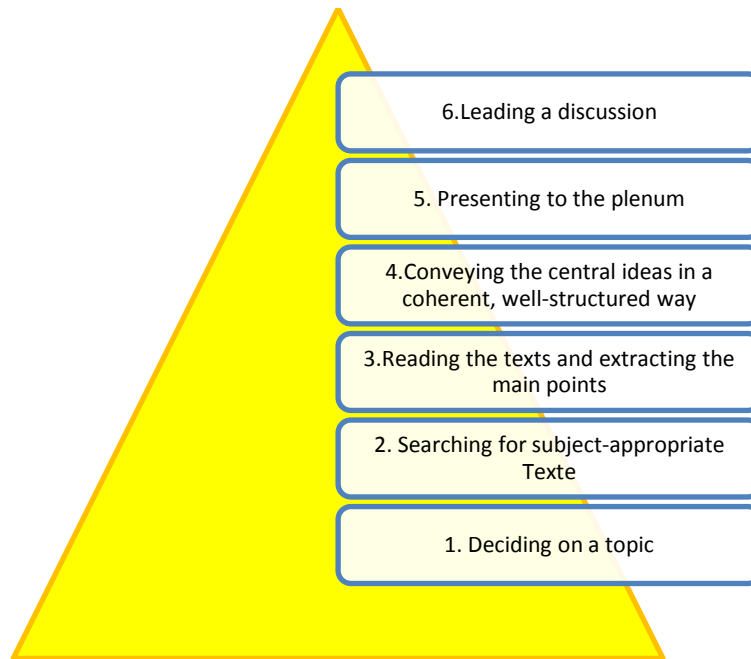 6.Leading a discussion
5. Presenting to the plenum
4.Conveying the central ideas in a
coherent, well-structured way
3.Reading the texts and extracting the
main points
2. Searching for subject-appropriate
Texte
1. Deciding on a topic